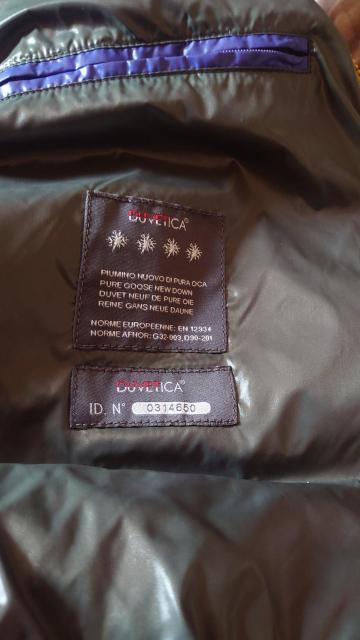 DUVETICA®
PIUMINO NUOVO DI PURA OCA
PURE GOOSE NEW DOWN
DUVET NEUF DE PURE OIE
REINE GANS NEUE DAUNE
NORME EUROPEENNE: EN 12934
NORME AFNOR: G32-003, D90-201
DUVETICA®
ID. N° 0314650